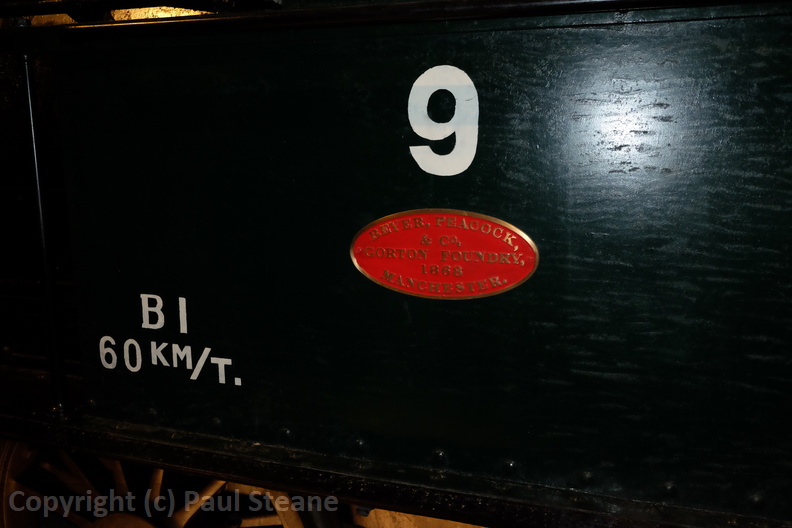 9
BEYER, PEACOCK,
& Co.
GORTON FOUNDRY,
1888
MANCHESTER.
B I
60 KM/T.
Copyright (c) Paul Steane